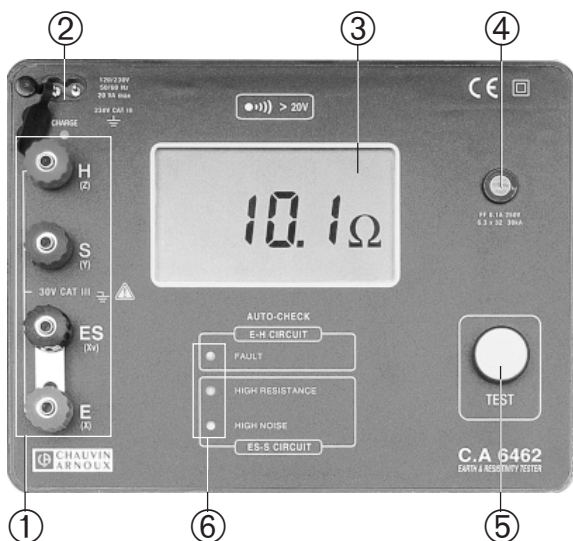 ② ③ ④
120/230V
50/60 Hz
20 VA max
230V CAT III
CHARGE
> 20V
CE
H
(Z)
10.1 Ω
FF 0.1A 250V
6.3 x 32 30kA
S
(Y)
30V CAT III
AUTO-CHECK
E-H CIRCUIT
FAULT
ES
(Xv)
HIGH RESISTANCE
TEST
E
(X)
HIGH NOISE
ES-S CIRCUIT
CHAUVIN
ARNOUX
C.A 6462
EARTH & RESISTIVITY TESTER
① ⑥ ⑤